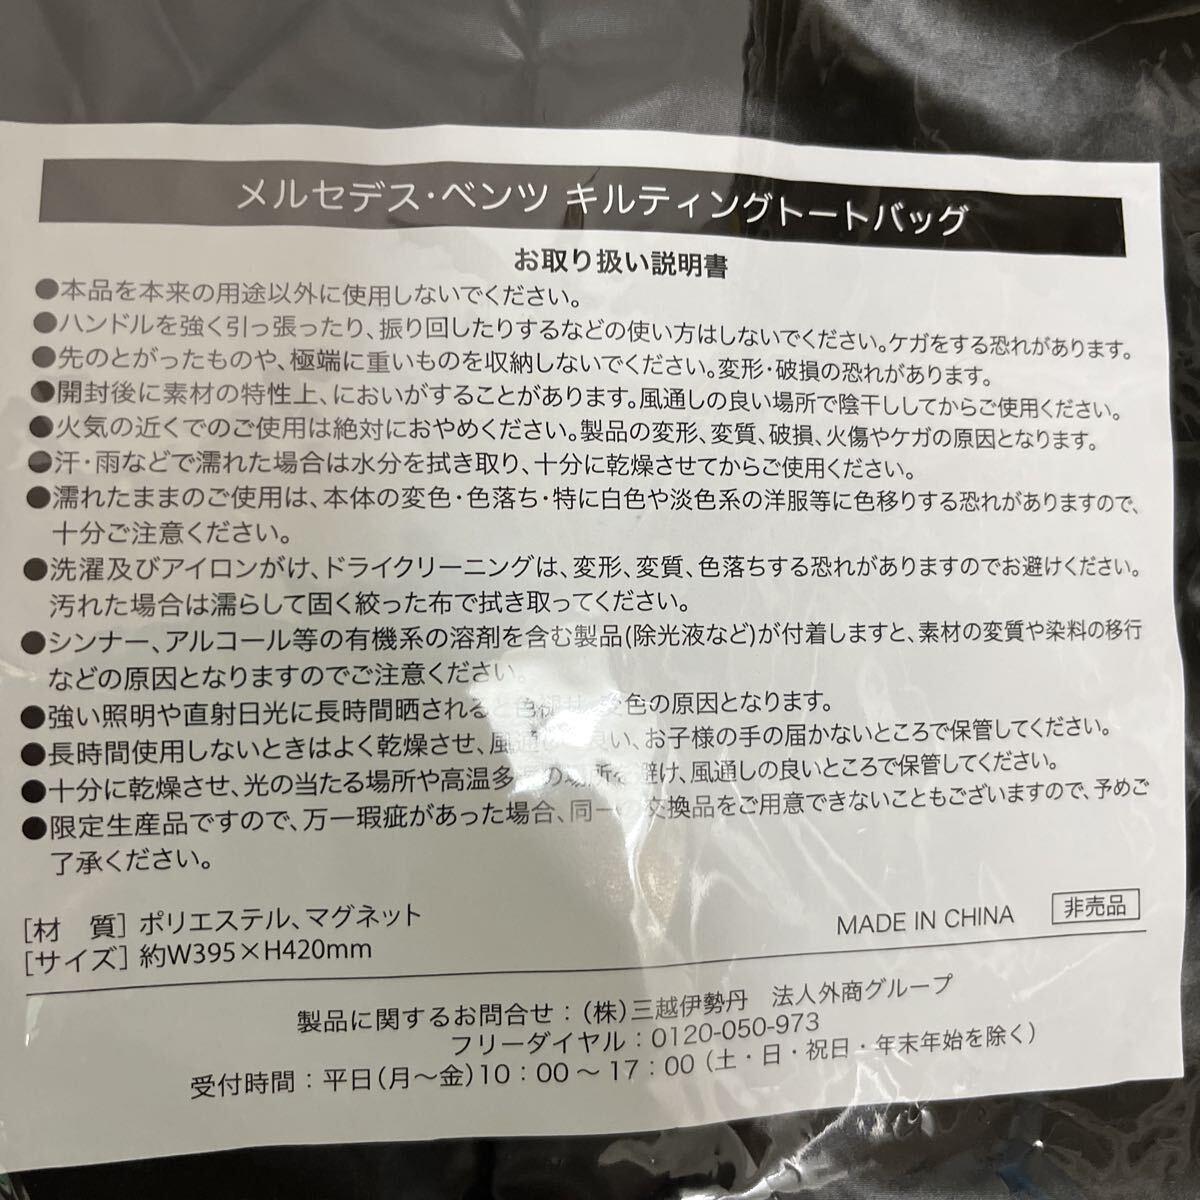 メルセデス・ベンツ キルティングトートバッグ
お取り扱い説明書
●本品を本来の用途以外に使用しないでください。
●ハンドルを強く引っ張ったり、振り回したりするなどの使い方はしないでください。ケガをする恐れがあります。
●先のとがったものや、極端に重いものを収納しないでください。変形・破損の恐れがあります。
●開封後に素材の特性上、においがすることがあります。風通しの良い場所で陰干ししてからご使用ください。
●火気の近くでのご使用は絶対におやめください。製品の変形、変質、破損、火傷やケガの原因となります。
●汗・雨などで濡れた場合は水分を拭き取り、十分に乾燥させてからご使用ください。
●濡れたままのご使用は、本体の変色・色落ち・特に白色や淡色系の洋服等に色移りする恐れがありますので、
十分ご注意ください。
●洗濯及びアイロンがけ、ドライクリーニングは、変形、変質、色落ちする恐れがありますのでお避けください。
汚れた場合は濡らして固く絞った布で拭き取ってください。
●シンナー、アルコール等の有機系の溶剤を含む製品(除光液など)が付着しますと、素材の変質や染料の移行
などの原因となりますのでご注意ください。
●強い照明や直射日光に長時間晒されると色褪せ、変色の原因となります。
●長時間使用しないときはよく乾燥させ、風通しの良い、お子様の手の届かないところで保管してください。
●十分に乾燥させ、光の当たる場所や高温多湿の場所を避け、風通しの良いところで保管してください。
●限定生産品ですので、万一瑕疵があった場合、同一の交換品をご用意できないこともございますので、予めご
了承ください。
[材 質] ポリエステル、マグネット
[サイズ] 約W395×H420mm
MADE IN CHINA 非売品
製品に関するお問合せ：(株)三越伊勢丹 法人外商グループ
フリーダイヤル：0120-050-973
受付時間：平日(月～金)10：00～17：00 (土・日・祝日・年末年始を除く)